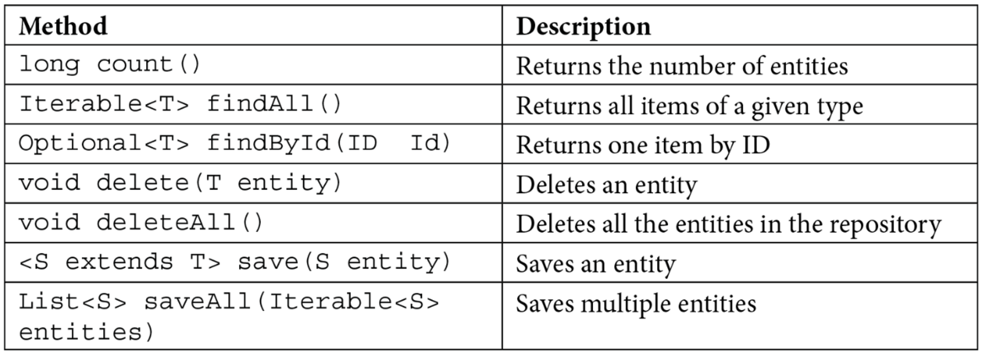 Method Description
long count() Returns the number of entities
Iterable<T> findAll() Returns all items of a given type
Optional<T> findById(ID  Id) Returns one item by ID
void delete(T entity) Deletes an entity
void deleteAll() Deletes all the entities in the repository
<S extends T> save(S entity) Saves an entity
List<S> saveAll(Iterable<S> Saves multiple entities
entities)